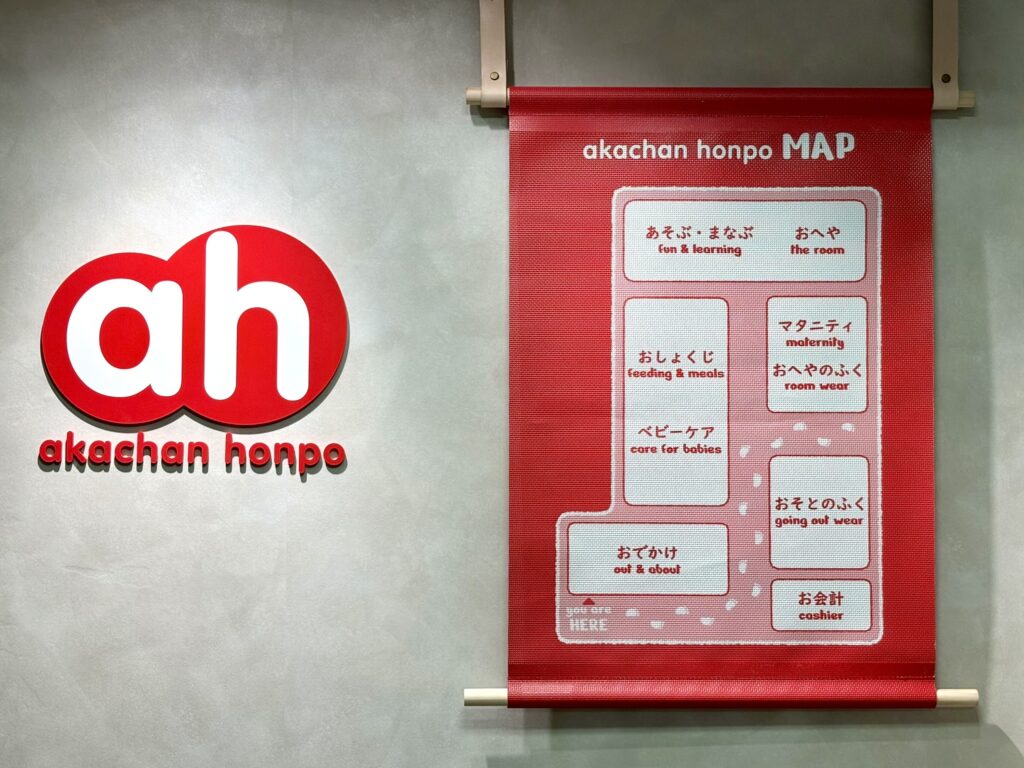 ah
akachan honpo
akachan honpo MAP
あそぶ・まなぶ
fun & learning
おへや
the room
おしょくじ
feeding & meals
ベビーケア
care for babies
マタニティ
maternity
おへやのふく
room wear
おそとのふく
going out wear
おでかけ
out & about
お会計
cashier
you are
HERE